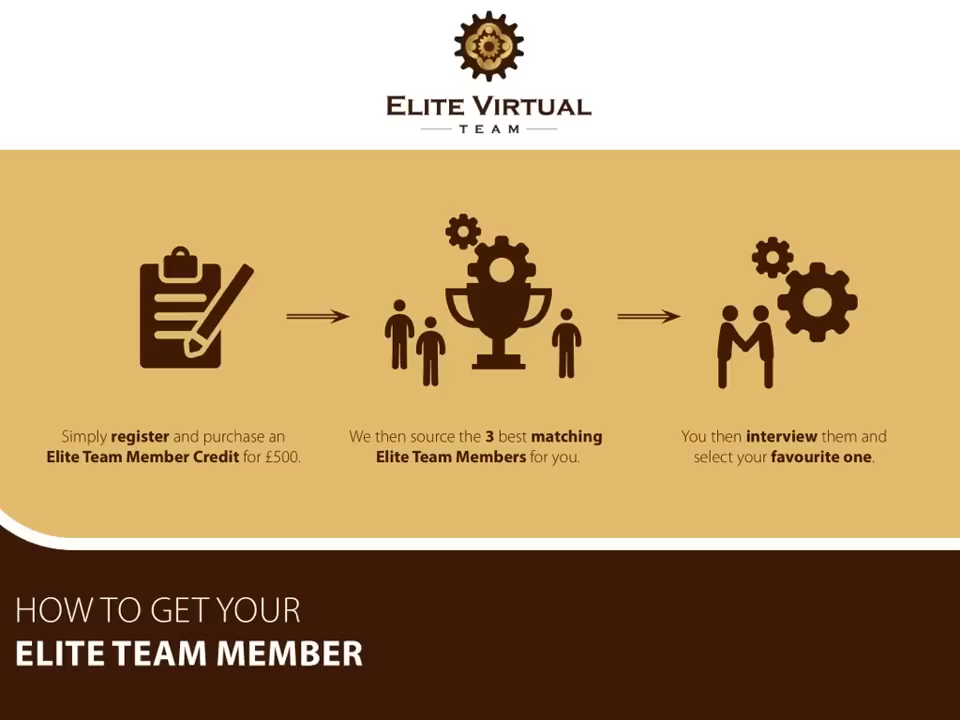 ELITE VIRTUAL
TEAM
Simply register and purchase an
Elite Team Member Credit for £500.
We then source the 3 best matching
Elite Team Members for you.
You then interview them and
select your favourite one.
HOW TO GET YOUR
ELITE TEAM MEMBER